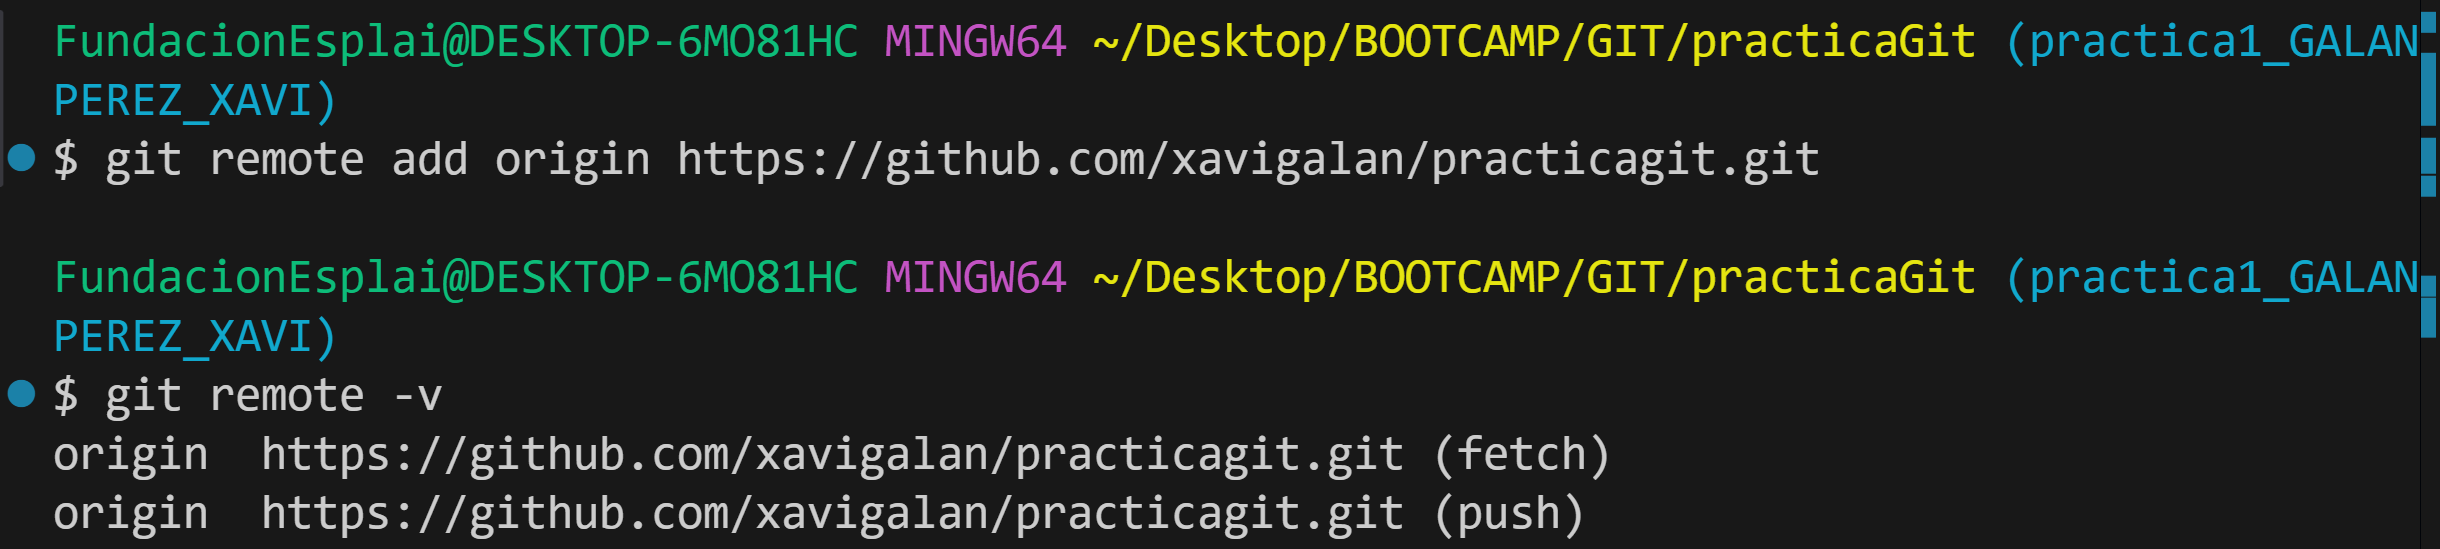 FundacionEsplai@DESKTOP-6MO81HC MINGW64 ~/Desktop/BOOTCAMP/GIT/practicaGit (practica1_GALAN
PEREZ_XAVI)
$ git remote add origin https://github.com/xavigalan/practicagit.git
FundacionEsplai@DESKTOP-6MO81HC MINGW64 ~/Desktop/BOOTCAMP/GIT/practicaGit (practica1_GALAN
PEREZ_XAVI)
$ git remote -v
origin  https://github.com/xavigalan/practicagit.git (fetch)
origin  https://github.com/xavigalan/practicagit.git (push)